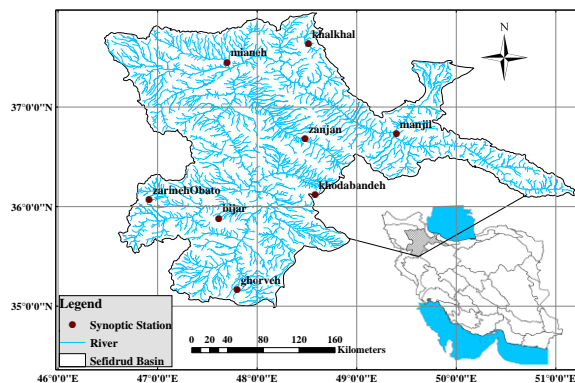 N
khalkhal
mianeh
37°0'0"N
manjil
zanjan
khodabandeh
zarinehObato
36°0'0"N
bijar
ghorveh
35°0'0"N
Legend
Synoptic Station
River
Sefidrud Basin
0 20 40 80 120 160
Kilometers
46°0'0"E 47°0'0"E 48°0'0"E 49°0'0"E 50°0'0"E 51°0'0"E